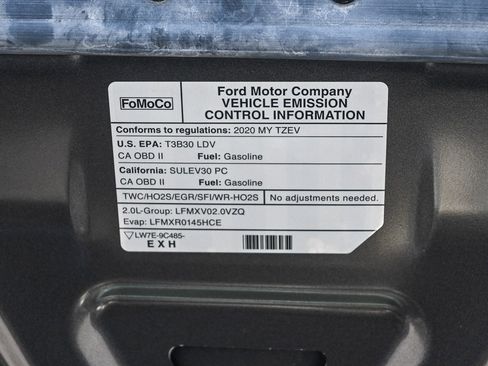 FoMoCo
Ford Motor Company
VEHICLE EMISSION
CONTROL INFORMATION
Conforms to regulations: 2020 MY TZEV
U.S. EPA: T3B30 LDV
CA OBD II Fuel: Gasoline
California: SULEV30 PC
CA OBD II Fuel: Gasoline
TWC/HO2S/EGR/SFI/WR-HO2S No adjustments needed.
2.0L-Group: LFMXV02.0VZQ
Evap: LFMXR0145HCE
LW7E-9C485-
EXH